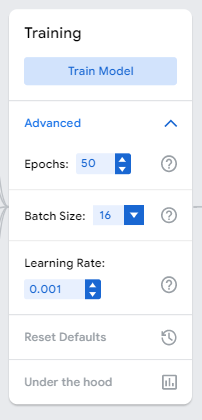 Training
Train Model
Advanced
Epochs: 50
Batch Size: 16
Learning Rate:
0.001
Reset Defaults
Under the hood